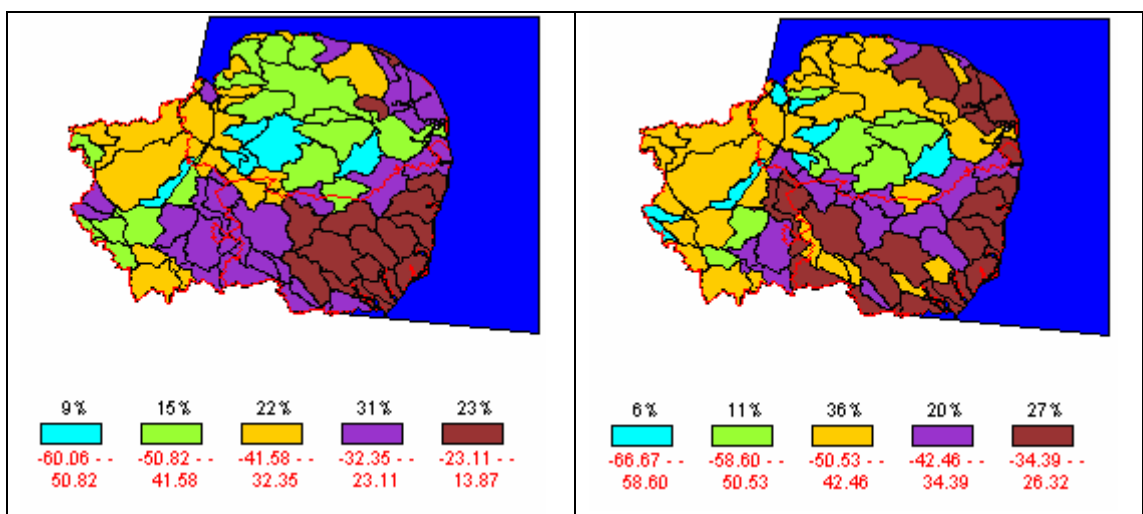 9% 15% 22% 31% 23%
-60.06 - - -50.82 - - -41.58 - - -32.35 - - -23.11 - -
50.82 41.58 32.35 23.11 13.87
6% 11% 36% 20% 27%
-66.67 - - -58.60 - - -50.53 - - -42.46 - - -34.39 - -
58.60 50.53 42.46 34.39 26.32